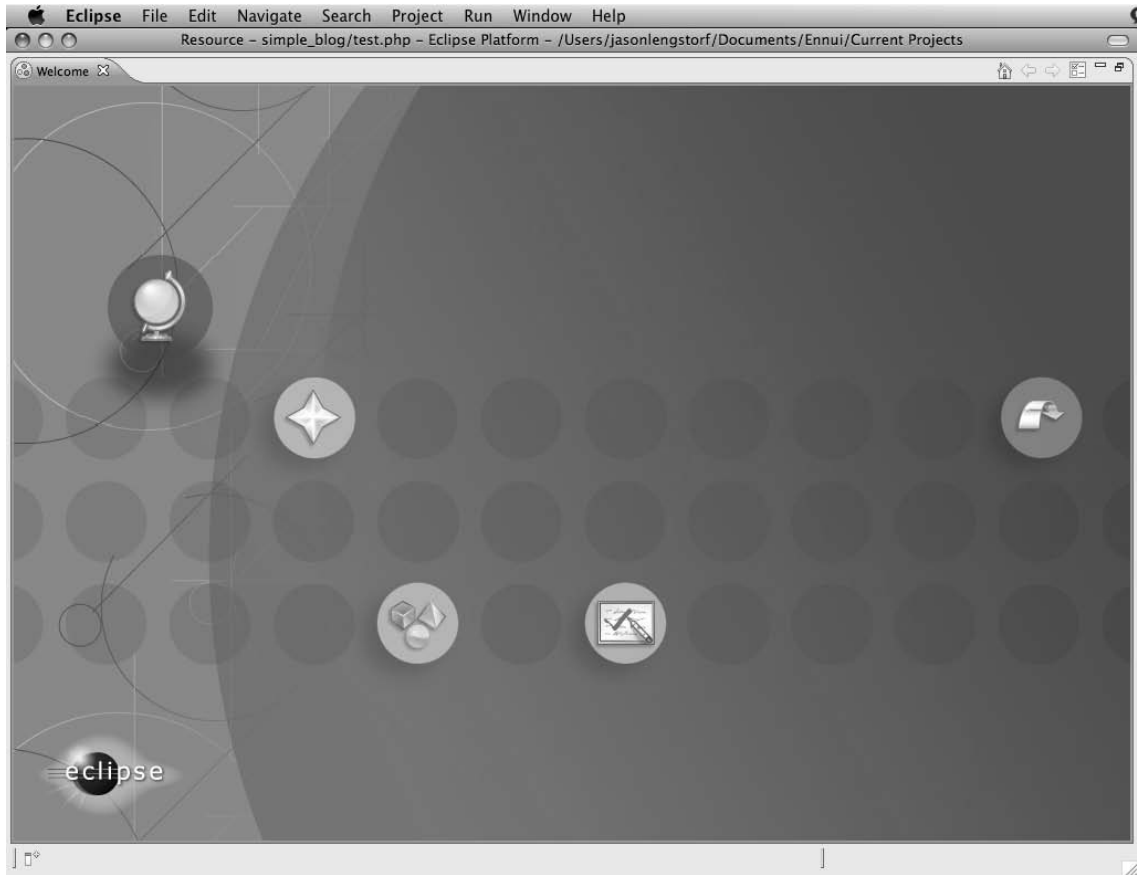 Eclipse File Edit Navigate Search Project Run Window Help
Resource – simple_blog/test.php – Eclipse Platform – /Users/jasonlengstorf/Documents/Ennui/Current Projects
Welcome
eclipse